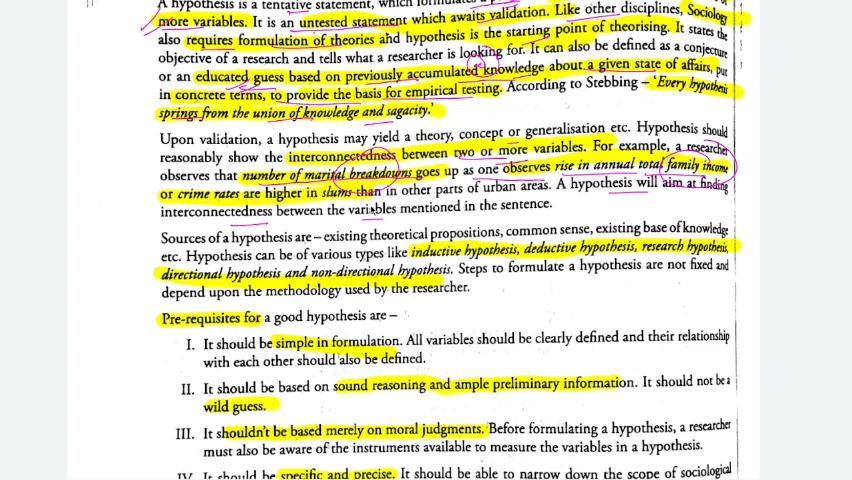 A hypothesis is a tentative statement, which
more variables. It is an untested statement which awaits validation. Like other disciplines, Sociology
also requires formulation of theories and hypothesis is the starting point of theorising. It states the
objective of a research and tells what a researcher is looking for. It can also be defined as a conjecture
or an educated guess based on previously accumulated knowledge about a given state of affairs, put
in concrete terms, to provide the basis for empirical testing. According to Stebbing – 'Every hypothesis
springs from the union of knowledge and sagacity.'
Upon validation, a hypothesis may yield a theory, concept or generalisation etc. Hypothesis should
reasonably show the interconnectedness between two or more variables. For example, a researcher
observes that number of marital breakdowns goes up as one observes rise in annual total family income
or crime rates are higher in slums than in other parts of urban areas. A hypothesis will aim at finding
interconnectedness between the variables mentioned in the sentence.
Sources of a hypothesis are – existing theoretical propositions, common sense, existing base of knowledge
etc. Hypothesis can be of various types like inductive hypothesis, deductive hypothesis, research hypothesis,
directional hypothesis and non-directional hypothesis. Steps to formulate a hypothesis are not fixed and
depend upon the methodology used by the researcher.
Pre-requisites for a good hypothesis are –
I. It should be simple in formulation. All variables should be clearly defined and their relationship
with each other should also be defined.
II. It should be based on sound reasoning and ample preliminary information. It should not be a
wild guess.
III. It shouldn't be based merely on moral judgments. Before formulating a hypothesis, a researcher
must also be aware of the instruments available to measure the variables in a hypothesis.
IV. It should be specific and precise. It should be able to narrow down the scope of sociological